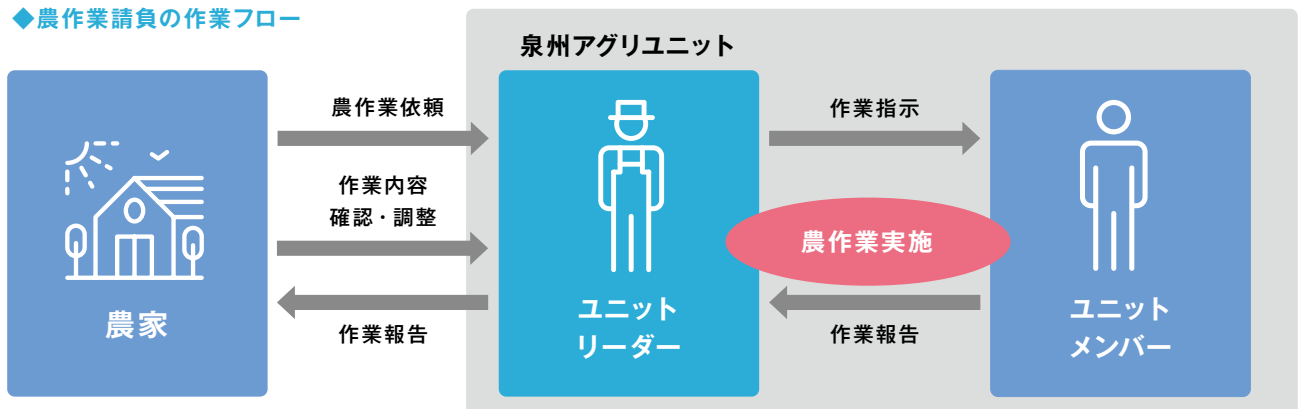 ◆農作業請負の作業フロー
泉州アグリユニット
農作業依頼
作業内容
確認・調整
作業報告
農家
ユニット
リーダー
作業指示
農作業実施
作業報告
ユニット
メンバー